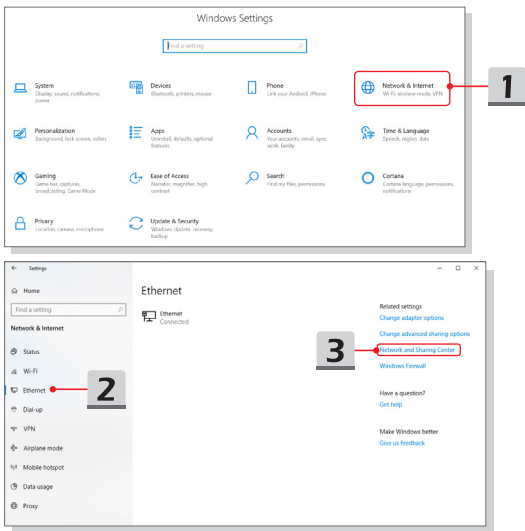 Windows Settings
Find a setting
System
Display, sound, notifications,
power
Devices
Bluetooth, printers, mouse
Phone
Link your Android, iPhone
Network & Internet
Wi-Fi, airplane mode, VPN
1
Personalization
Background, lock screen, colors
Apps
Uninstall, defaults, optional
features
Accounts
Your accounts, email, sync,
work, family
Time & Language
Speech, region, date
Gaming
Game bar, captures,
broadcasting, Game Mode
Ease of Access
Narrator, magnifier, high
contrast
Search
Find my files, permissions
Cortana
Cortana language, permissions,
notifications
Privacy
Location, camera, microphone
Update & Security
Windows Update, recovery,
backup
Settings
Home
Find a setting
Network & Internet
Status
Wi-Fi
Ethernet
2
Dial-up
VPN
Airplane mode
Mobile hotspot
Data usage
Proxy
Ethernet
Ethernet
Connected
Related settings
Change adapter options
Change advanced sharing options
3
Network and Sharing Center
Windows Firewall
Have a question?
Get help
Make Windows better
Give us feedback